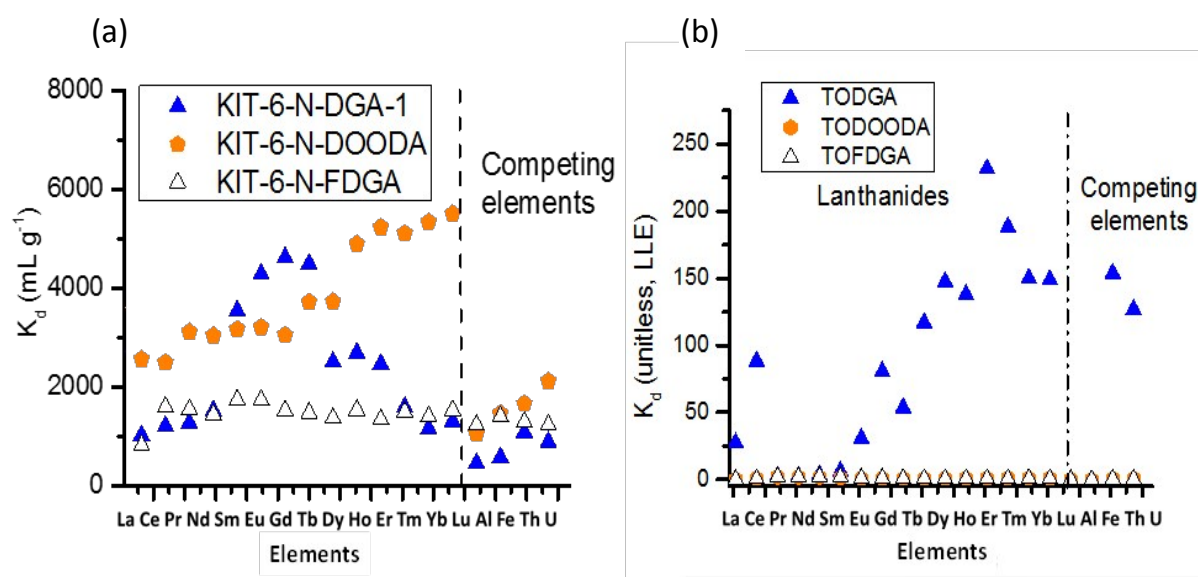 (a)
8000
6000
4000
2000
0
Kd (mL g-1)
KIT-6-N-DGA-1
KIT-6-N-DOODA
KIT-6-N-FDGA
Competing
elements
La Ce Pr Nd Sm Eu Gd Tb Dy Ho Er Tm Yb Lu Al Fe Th U
Elements
(b)
250
225
200
150
100
50
0
Kd (unitless, LLE)
TODGA
TODOODA
TOFDGA
Lanthanides
Competing
elements
La Ce Pr Nd Sm Eu Gd Tb Dy Ho Er Tm Yb Lu Al Fe Th U
Elements